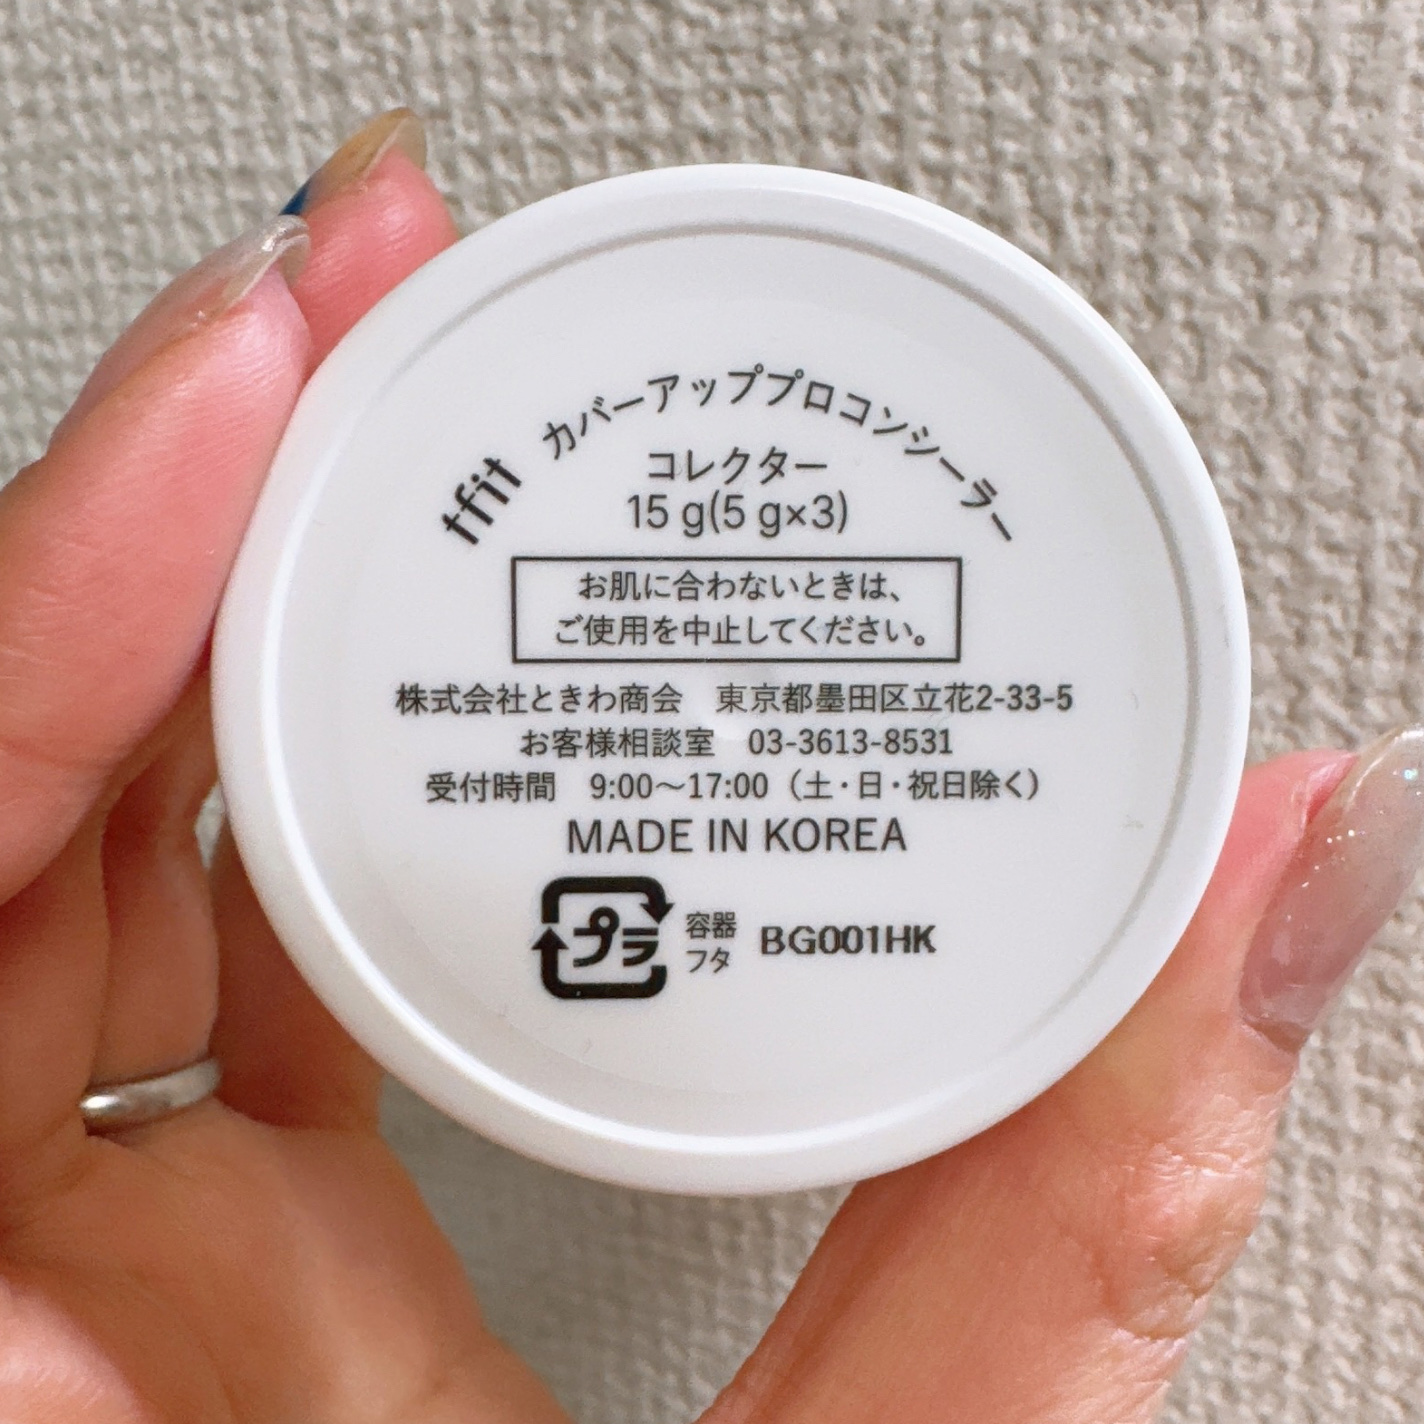 tfit カバーアッププロコンシーラー
コレクター
15 g(5 g×3)
お肌に合わないときは、
ご使用を中止してください。
株式会社ときわ商会 東京都墨田区立花2-33-5
お客様相談室 03-3613-8531
受付時間 9:00〜17:00（土・日・祝日除く）
MADE IN KOREA
プラ 容器 フタ BG001HK